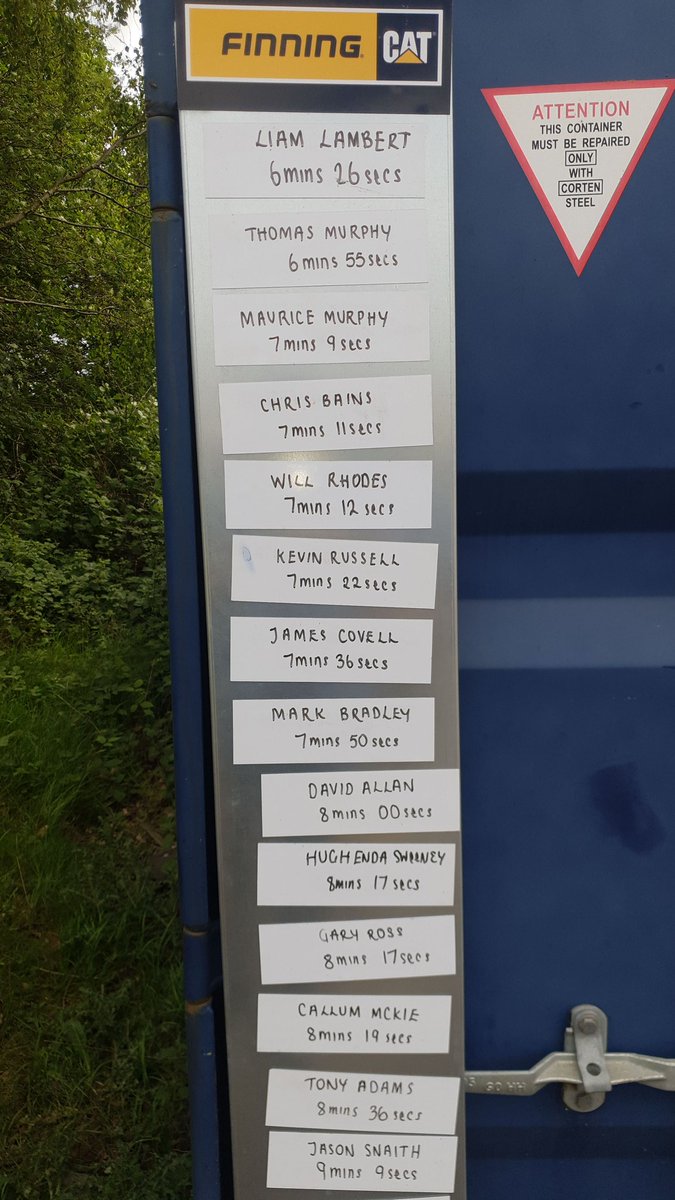 FINNING. CAT
LIAM LAMBERT
6mins 26secs
THOMAS MURPHY
6mins 55secs
MAURICE MURPHY
7mins 9secs
CHRIS BAINS
7mins 11secs
WILL RHODES
7mins 12secs
KEVIN RUSSELL
7mins 22secs
JAMES COVELL
7mins 36secs
MARK BRADLEY
7mins 50secs
DAVID ALLAN
8mins 00secs
HUGHENDA SWEENEY
8mins 17secs
GARY ROSS
8mins 17secs
CALLUM MCKIE
8mins 19secs
TONY ADAMS
8mins 36secs
JASON SNAITH
9mins 9secs
ATTENTION
THIS CONTAINER
MUST BE REPAIRED
ONLY
WITH
CORTEN
STEEL